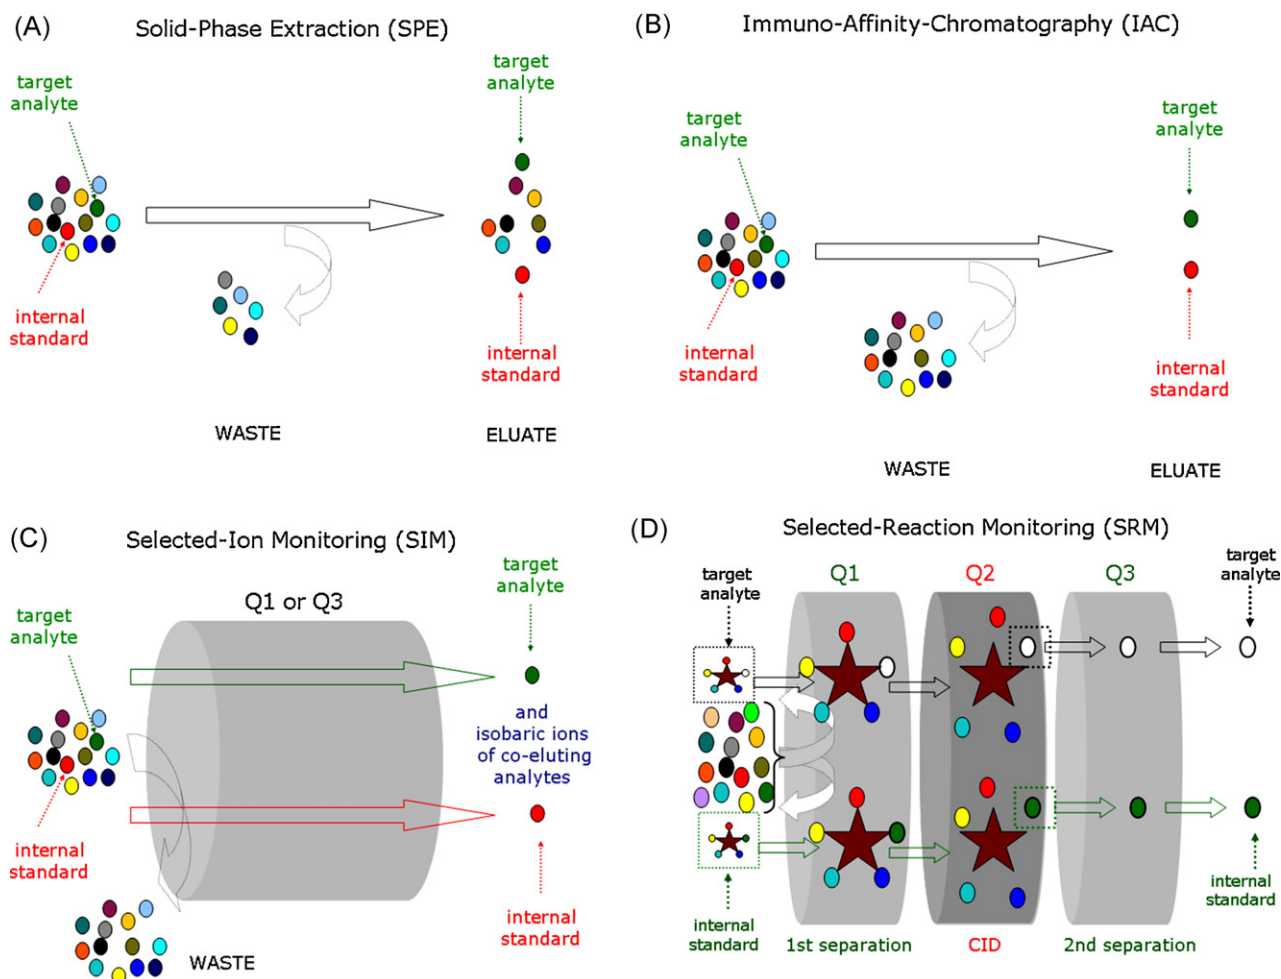 (A)
Solid-Phase Extraction (SPE)
target
analyte
target
analyte
internal
standard
internal
standard
WASTE
ELUATE
(B)
Immuno-Affinity-Chromatography (IAC)
target
analyte
target
analyte
internal
standard
internal
standard
WASTE
ELUATE
(C)
Selected-Ion Monitoring (SIM)
Q1 or Q3
target
analyte
target
analyte
and
isobaric ions
of co-eluting
analytes
internal
standard
internal
standard
WASTE
(D)
Selected-Reaction Monitoring (SRM)
target
analyte
Q1
Q2
Q3
target
analyte
internal
standard
1st separation
CID
2nd separation
internal
standard